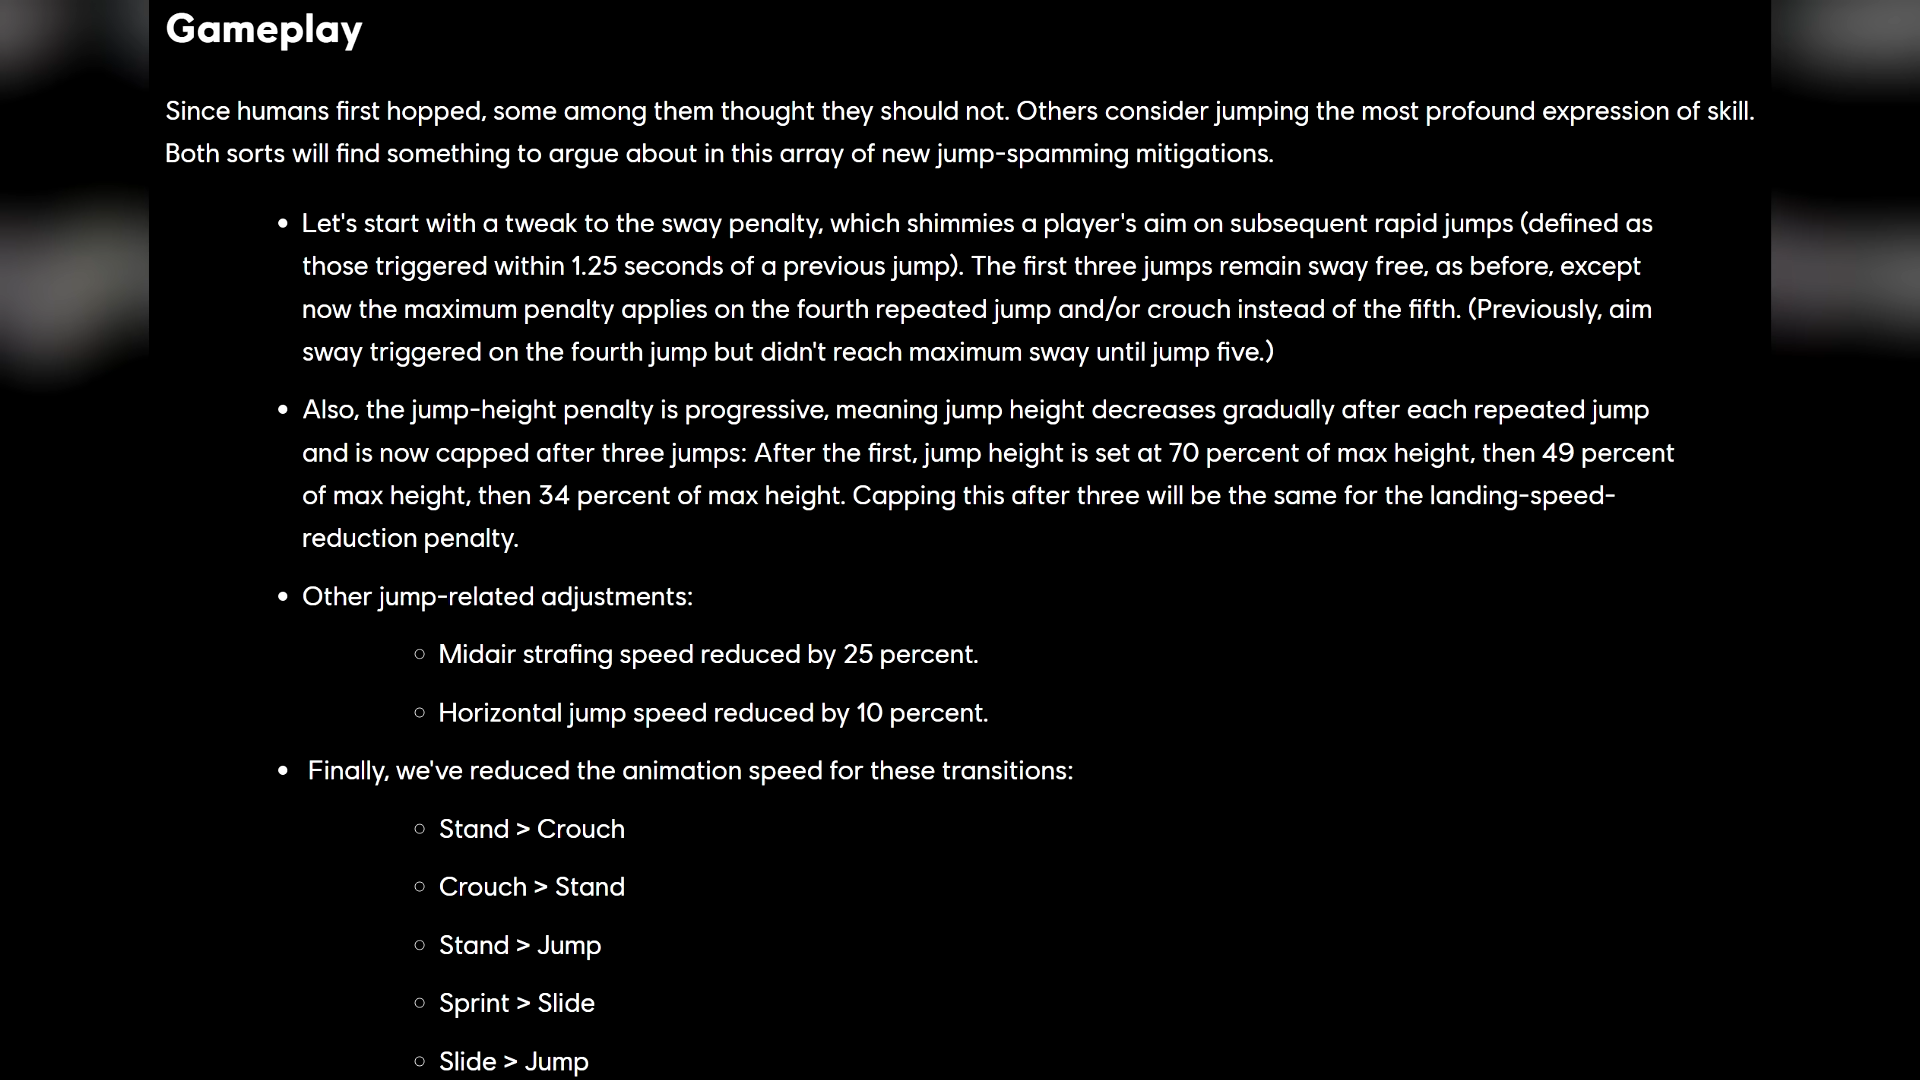 Gameplay
Since humans first hopped, some among them thought they should not. Others consider jumping the most profound expression of skill.
Both sorts will find something to argue about in this array of new jump-spamming mitigations.
• Let's start with a tweak to the sway penalty, which shimmies a player's aim on subsequent rapid jumps (defined as
those triggered within 1.25 seconds of a previous jump). The first three jumps remain sway free, as before, except
now the maximum penalty applies on the fourth repeated jump and/or crouch instead of the fifth. (Previously, aim
sway triggered on the fourth jump but didn't reach maximum sway until jump five.)
• Also, the jump-height penalty is progressive, meaning jump height decreases gradually after each repeated jump
and is now capped after three jumps: After the first, jump height is set at 70 percent of max height, then 49 percent
of max height, then 34 percent of max height. Capping this after three will be the same for the landing-speed-
reduction penalty.
• Other jump-related adjustments:
○ Midair strafing speed reduced by 25 percent.
○ Horizontal jump speed reduced by 10 percent.
• Finally, we've reduced the animation speed for these transitions:
○ Stand > Crouch
○ Crouch > Stand
○ Stand > Jump
○ Sprint > Slide
○ Slide > Jump